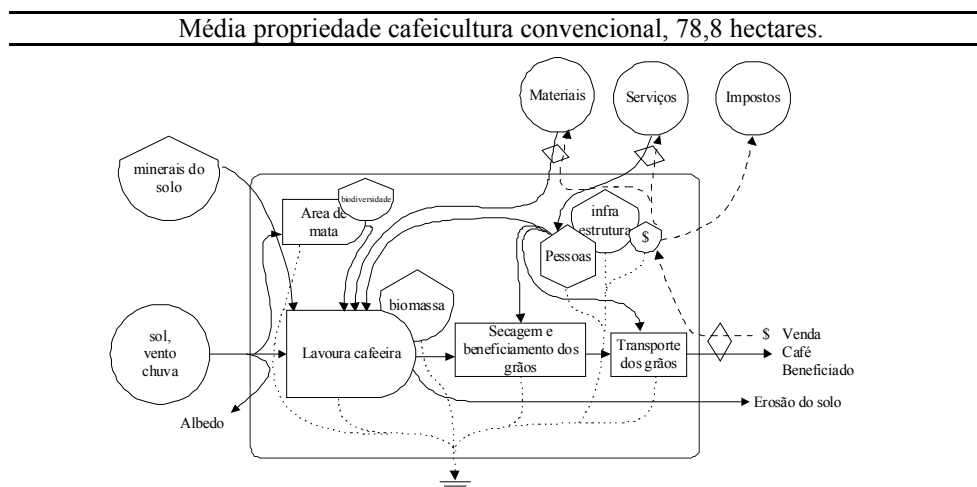 Média propriedade cafeicultura convencional, 78,8 hectares.
Materiais
Serviços
Impostos
minerais do
solo
biodiversidade
Area de
mata
infra
estrutura
$
Pessoas
biomassa
sol,
vento
chuva
Lavoura cafeeira
Secagem e
beneficiamento dos
grãos
Transporte
dos grãos
$ Venda
Café
Beneficiado
Albedo
Erosão do solo